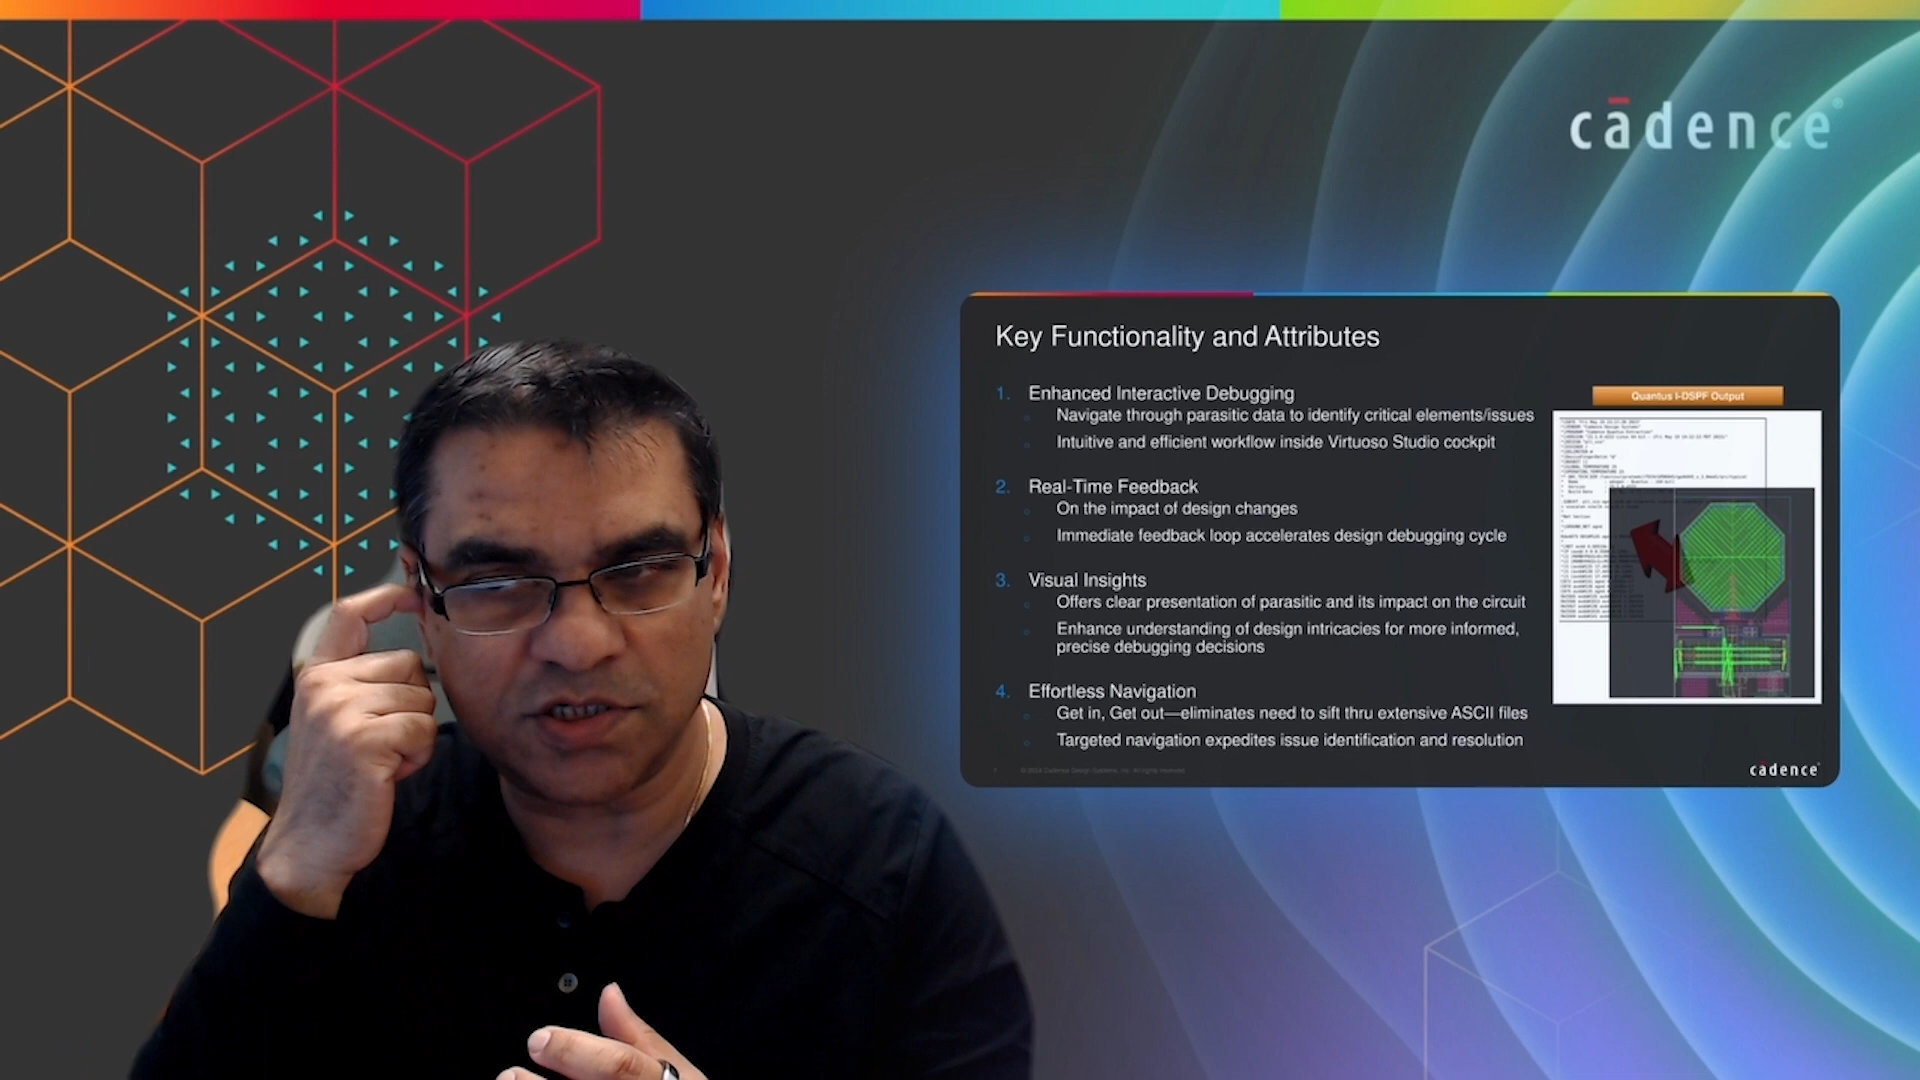 cādence®
Key Functionality and Attributes
1. Enhanced Interactive Debugging
Navigate through parasitic data to identify critical elements/issues
Intuitive and efficient workflow inside Virtuoso Studio cockpit
2. Real-Time Feedback
On the impact of design changes
Immediate feedback loop accelerates design debugging cycle
3. Visual Insights
Offers clear presentation of parasitic and its impact on the circuit
Enhance understanding of design intricacies for more informed,
precise debugging decisions
4. Effortless Navigation
Get in, Get out—eliminates need to sift thru extensive ASCII files
Targeted navigation expedites issue identification and resolution
Quantus I-DSPF Output
cādence